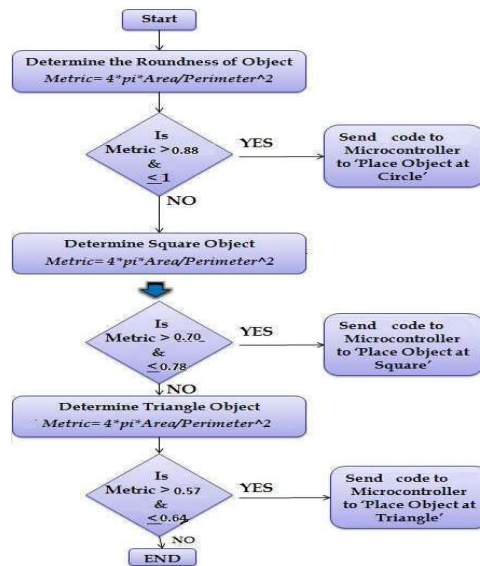 Start
Determine the Roundness of Object
Metric= 4*pi*Area/Perimeter^2
Is
Metric >0.88
&
≤1
YES
Send code to
Microcontroller
to 'Place Object at
Circle'
NO
Determine Square Object
Metric= 4*pi*Area/Perimeter^2
Is
Metric >0.70
&
≤0.78
YES
Send code to
Microcontroller
to 'Place Object at
Square'
NO
Determine Triangle Object
Metric= 4*pi*Area/Perimeter^2
Is
Metric > 0.57
&
≤0.64
YES
Send code to
Microcontroller
to 'Place Object at
Triangle'
NO
END